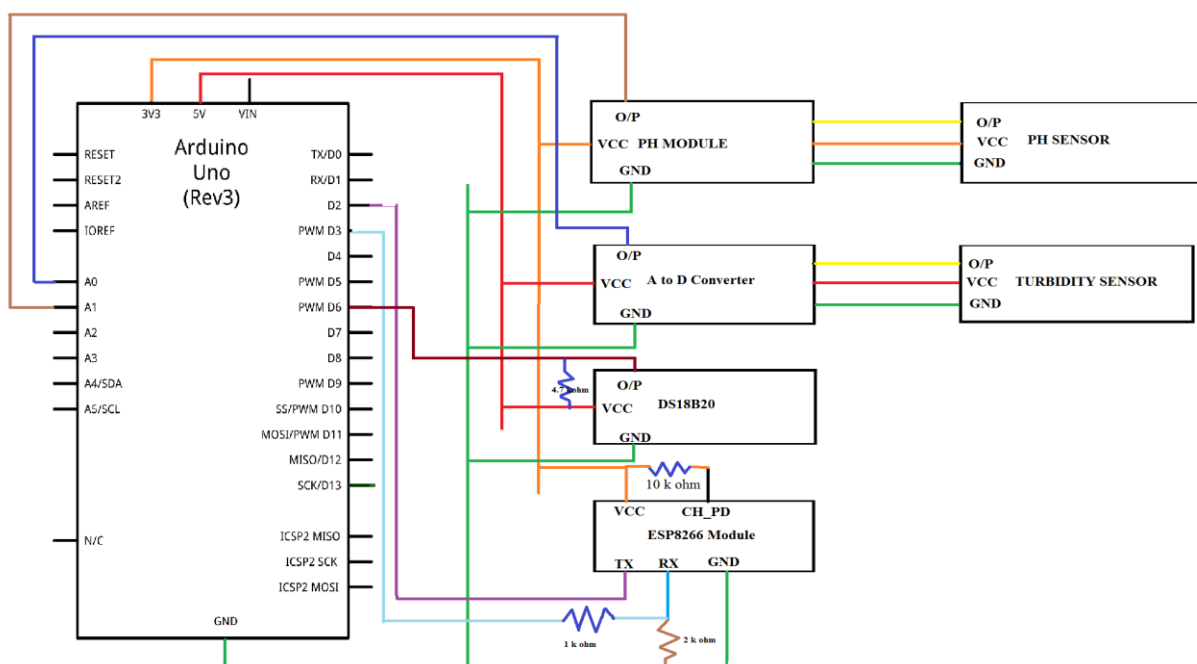 3V3
5V
VIN
Arduino
Uno
(Rev3)
RESET
RESET2
AREF
IOREF
A0
A1
A2
A3
A4/SDA
A5/SCL
N/C
TX/D0
RX/D1
D2
PWM D3
D4
PWM D5
PWM D6
D7
D8
PWM D9
SS/PWM D10
MOSI/PWM D11
MISO/D12
SCK/D13
ICSP2 MISO
ICSP2 SCK
ICSP2 MOSI
GND
O/P
VCC PH MODULE
GND
O/P
VCC PH SENSOR
GND
O/P
A to D Converter
VCC
GND
O/P
VCC TURBIDITY SENSOR
GND
4.7 kohm
O/P
VCC DS18B20
GND
10 k ohm
VCC CH_PD
ESP8266 Module
TX RX GND
1 k ohm
2 k ohm